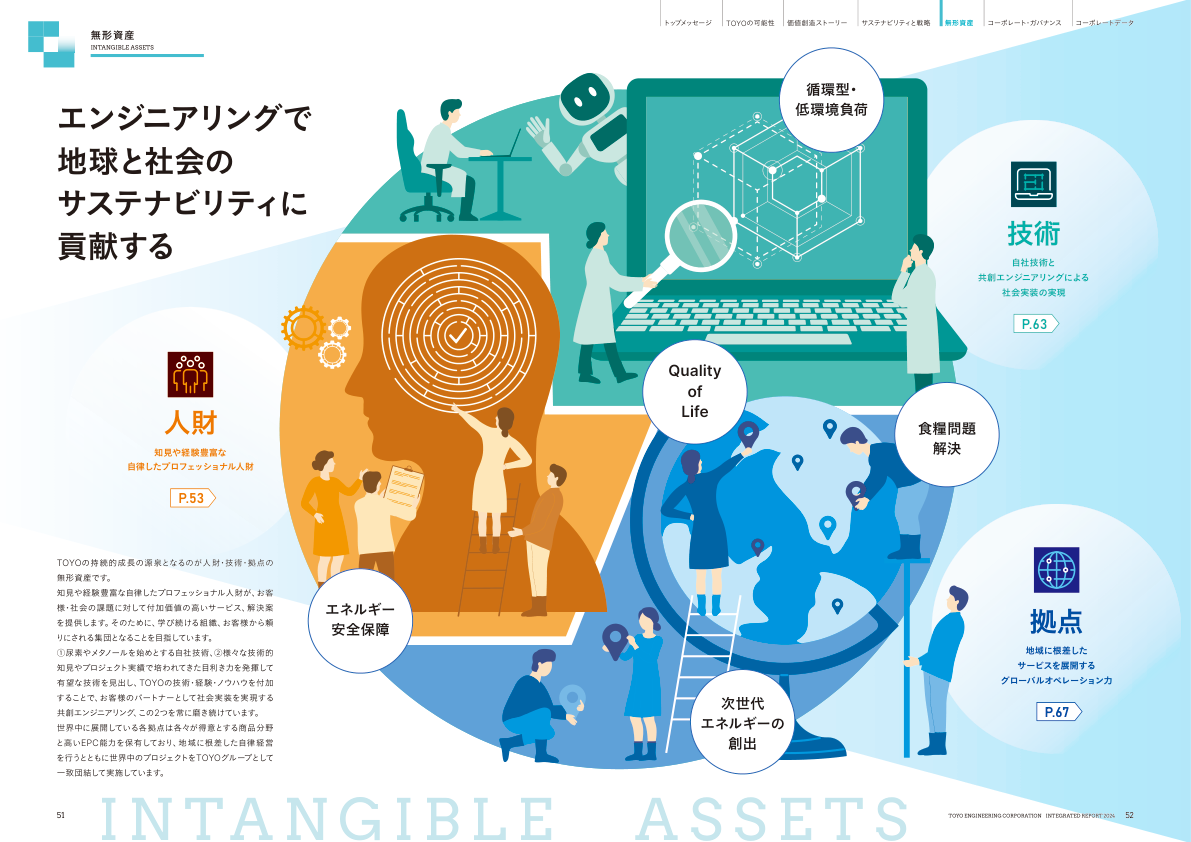 トップメッセージ
TOYOの可能性
価値創造ストーリー
サステナビリティと戦略
無形資産
コーポレート・ガバナンス
コーポレートデータ
無形資産
INTANGIBLE ASSETS
エンジニアリングで
地球と社会の
サステナビリティに
貢献する
循環型・
低環境負荷
技術
自社技術と
共創エンジニアリングによる
社会実装の実現
P.63
人財
知見や経験豊富な
自律したプロフェッショナル人財
P.53
Quality
of
Life
食糧問題
解決
エネルギー
安全保障
次世代
エネルギーの
創出
拠点
地域に根差した
サービスを展開する
グローバルオペレーション力
P.67
TOYOの持続的成長の源泉となるのが人財・技術・拠点の
無形資産です。
知見や経験豊富な自律したプロフェッショナル人財が、お客
様・社会の課題に対して付加価値の高いサービス、解決案
を提供します。そのために、学び続ける組織、お客様から頼
りにされる集団となることを目指しています。
①尿素やメタノールを始めとする自社技術、②様々な技術的
知見やプロジェクト実績で培われてきた目利き力を発揮して
有望な技術を見出し、TOYOの技術・経験・ノウハウを付加
することで、お客様のパートナーとして社会実装を実現する
共創エンジニアリング、この2つを常に磨き続けています。
世界中に展開している各拠点は各々が得意とする商品分野
と高いEPC能力を保有しており、地域に根差した自律経営
を行うとともに世界中のプロジェクトをTOYOグループとして
一致団結して実施しています。
INTANGIBLE ASSETS
51
TOYO ENGINEERING CORPORATION INTEGRATED REPORT 2024
52